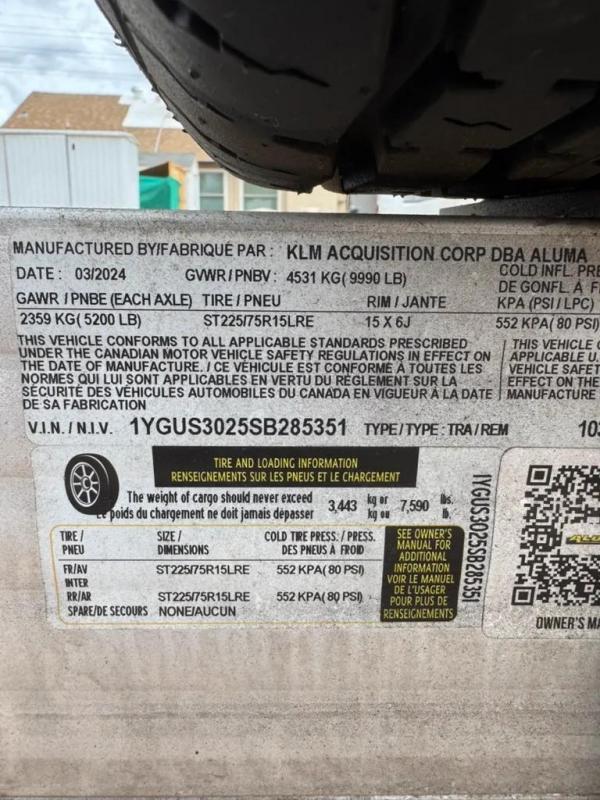 MANUFACTURED BY/FABRIQUÉ PAR : KLM ACQUISITION CORP DBA ALUMA
DATE : 03/2024 GVWR / PNBV : 4531 KG( 9990 LB)
COLD INFL. PRE
DE GONFL. À F
GAWR / PNBE (EACH AXLE) TIRE / PNEU RIM / JANTE KPA (PSI / LPC)
2359 KG( 5200 LB) ST225/75R15LRE 15 X 6J 552 KPA( 80 PSI)
THIS VEHICLE CONFORMS TO ALL APPLICABLE STANDARDS PRESCRIBED
UNDER THE CANADIAN MOTOR VEHICLE SAFETY REGULATIONS IN EFFECT ON
THE DATE OF MANUFACTURE. / CE VÉHICULE EST CONFORME À TOUTES LES
NORMES QUI LUI SONT APPLICABLES EN VERTU DU RÈGLEMENT SUR LA
SÉCURITÉ DES VÉHICULES AUTOMOBILES DU CANADA EN VIGUEUR À LA DATE
DE SA FABRICATION
THIS VEHICLE C
APPLICABLE U.
VEHICLE SAFET
EFFECT ON THE
MANUFACTURE
V.I.N. / N.I.V. 1YGUS3025SB285351 TYPE/TYPE: TRA/REM 103
TIRE AND LOADING INFORMATION
RENSEIGNEMENTS SUR LES PNEUS ET LE CHARGEMENT
The weight of cargo should never exceed 3,443 kg or 7,590 lbs.
Le poids du chargement ne doit jamais dépasser kg ou lb.
TIRE / SIZE / COLD TIRE PRESS. / PRESS.
PNEU DIMENSIONS DES PNEUS À FROID
FR/AV ST225/75R15LRE 552 KPA( 80 PSI)
INTER
RR/AR ST225/75R15LRE 552 KPA( 80 PSI)
SPARE/DE SECOURS NONE/AUCUN
SEE OWNER'S
MANUAL FOR
ADDITIONAL
INFORMATION
VOIR LE MANUEL
DE L'USAGER
POUR PLUS DE
RENSEIGNEMENTS
1YGUS3025SB285351
OWNER'S MA